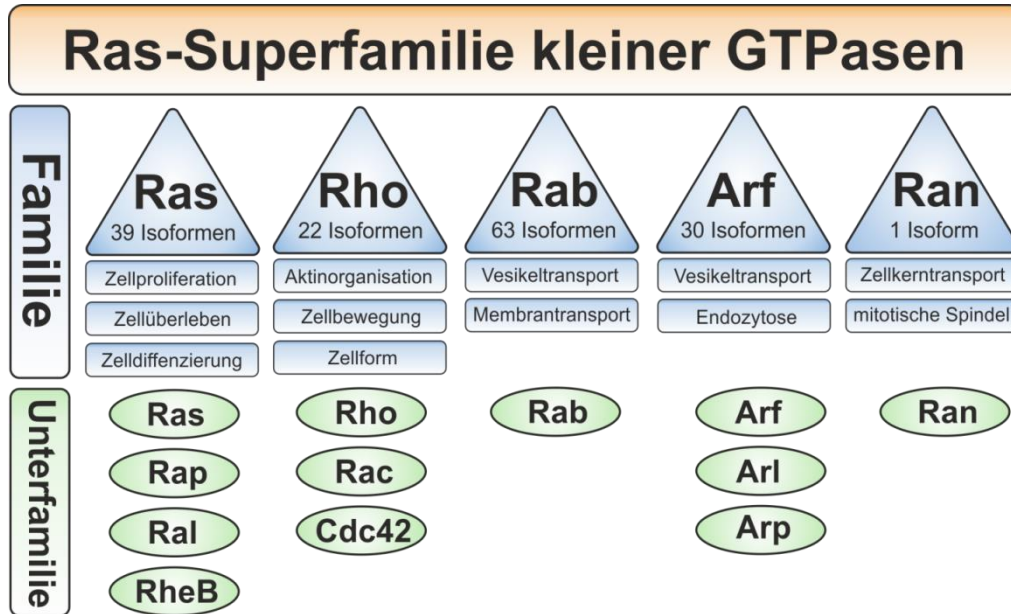 Ras-Superfamilie kleiner GTPasen
Familie
Ras
39 Isoformen
Zellproliferation
Zellüberleben
Zelldiffenzierung
Rho
22 Isoformen
Aktinorganisation
Zellbewegung
Zellform
Rab
63 Isoformen
Vesikeltransport
Membrantransport
Arf
30 Isoformen
Vesikeltransport
Endozytose
Ran
1 Isoform
Zellkerntransport
mitotische Spindel
Unterfamilie
Ras
Rap
Ral
RheB
Rho
Rac
Cdc42
Rab
Arf
Arl
Arp
Ran